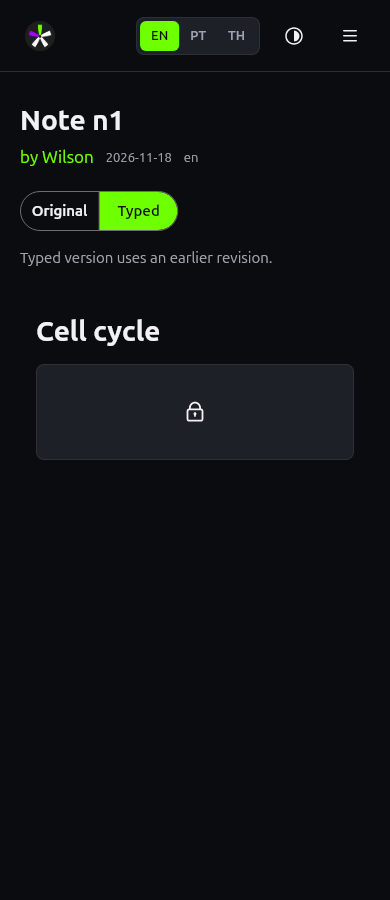 EN PT TH
Note n1
by Wilson 2026-11-18 en
Original Typed
Typed version uses an earlier revision.
Cell cycle